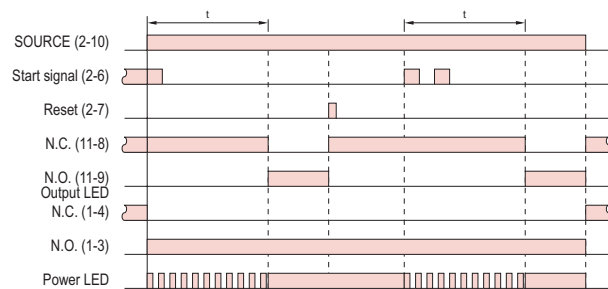 t t
SOURCE (2-10)
Start signal (2-6)
Reset (2-7)
N.C. (11-8)
N.O. (11-9)
Output LED
N.C. (1-4)
N.O. (1-3)
Power LED